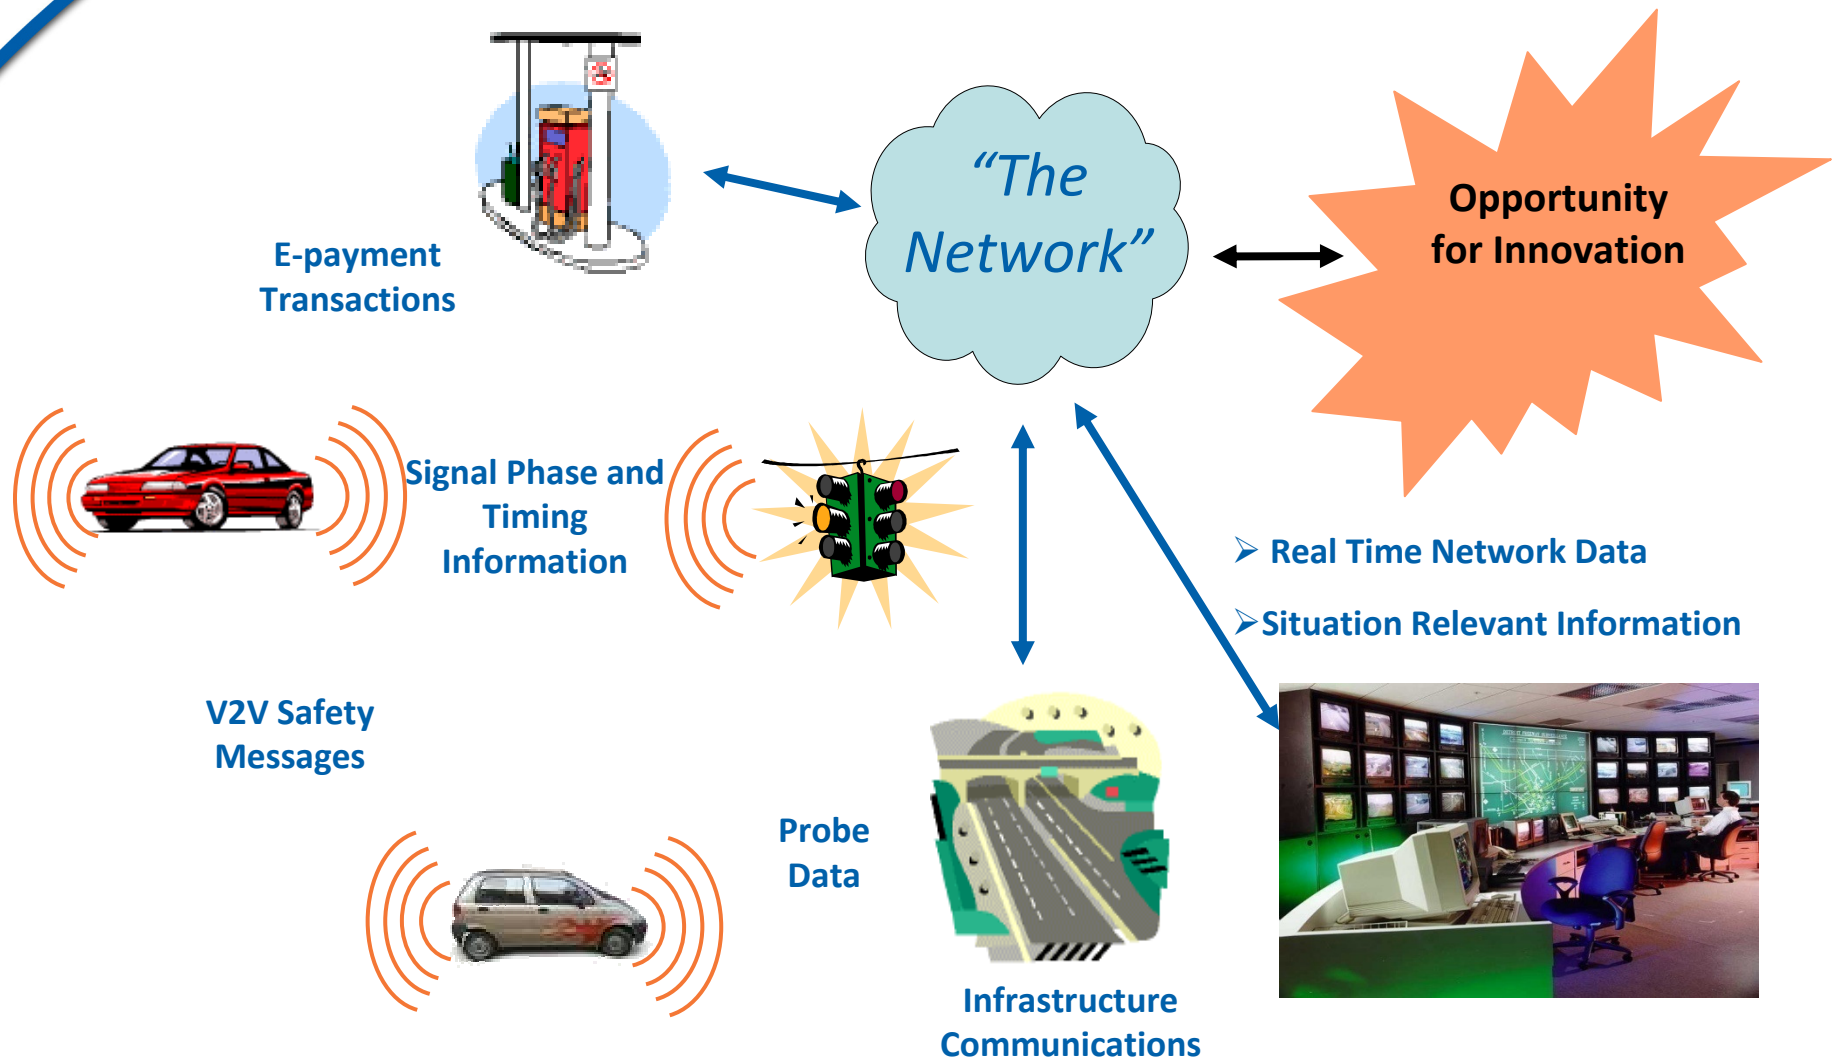 “The
Network”
Opportunity
for Innovation
E-payment
Transactions
Signal Phase and
Timing
Information
➢ Real Time Network Data
➢Situation Relevant Information
V2V Safety
Messages
Probe
Data
Infrastructure
Communications